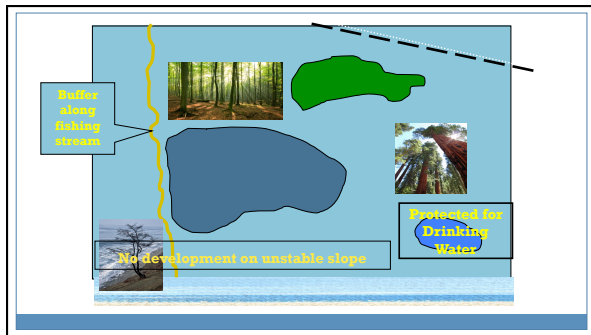 Buffer
along
fishing
stream
Protected for
Drinking
Water
No development on unstable slope